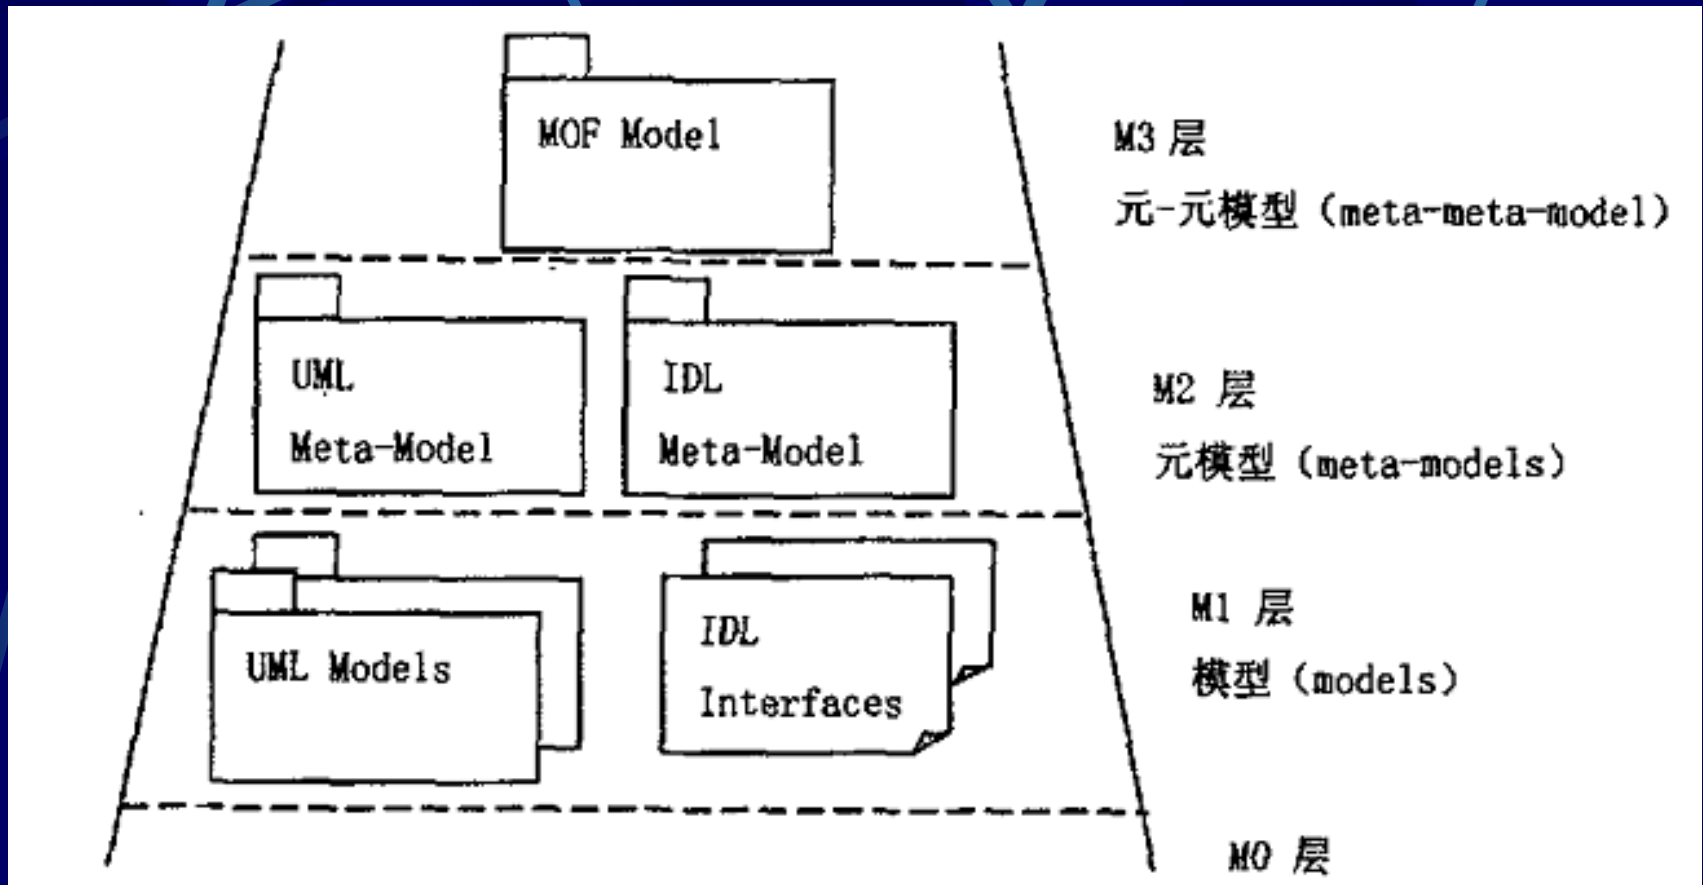 MOF Model
M3 层
元-元模型（meta-meta-model）
UML
Meta-Model
IDL
Meta-Model
M2 层
元模型（meta-models）
UML Models
IDL
Interfaces
M1 层
模型（models）
M0 层